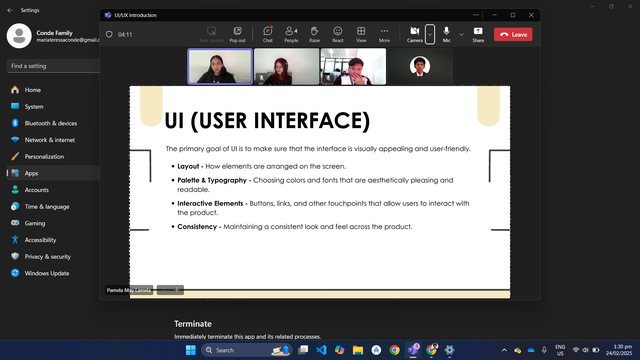 Settings
Conde Family
mariateressaconde@gmail.c
Find a setting
Home
System
Bluetooth & devices
Network & internet
Personalization
Apps
Accounts
Time & language
Gaming
Accessibility
Privacy & security
Windows Update
UI/UX Introduction
04:11
Take control
Pop out
Chat
People
4
Raise
React
View
More
Camera
Mic
Share
Leave
UI (USER INTERFACE)
The primary goal of UI is to make sure that the interface is visually appealing and user-friendly.
• Layout - How elements are arranged on the screen.
• Palette & Typography - Choosing colors and fonts that are aesthetically pleasing and
readable.
• Interactive Elements - Buttons, links, and other touchpoints that allow users to interact with
the product.
• Consistency - Maintaining a consistent look and feel across the product.
Pamela May Lamela
Terminate
Immediately terminate this app and its related processes.
Search
ENG
US
1:30 pm
24/02/2025